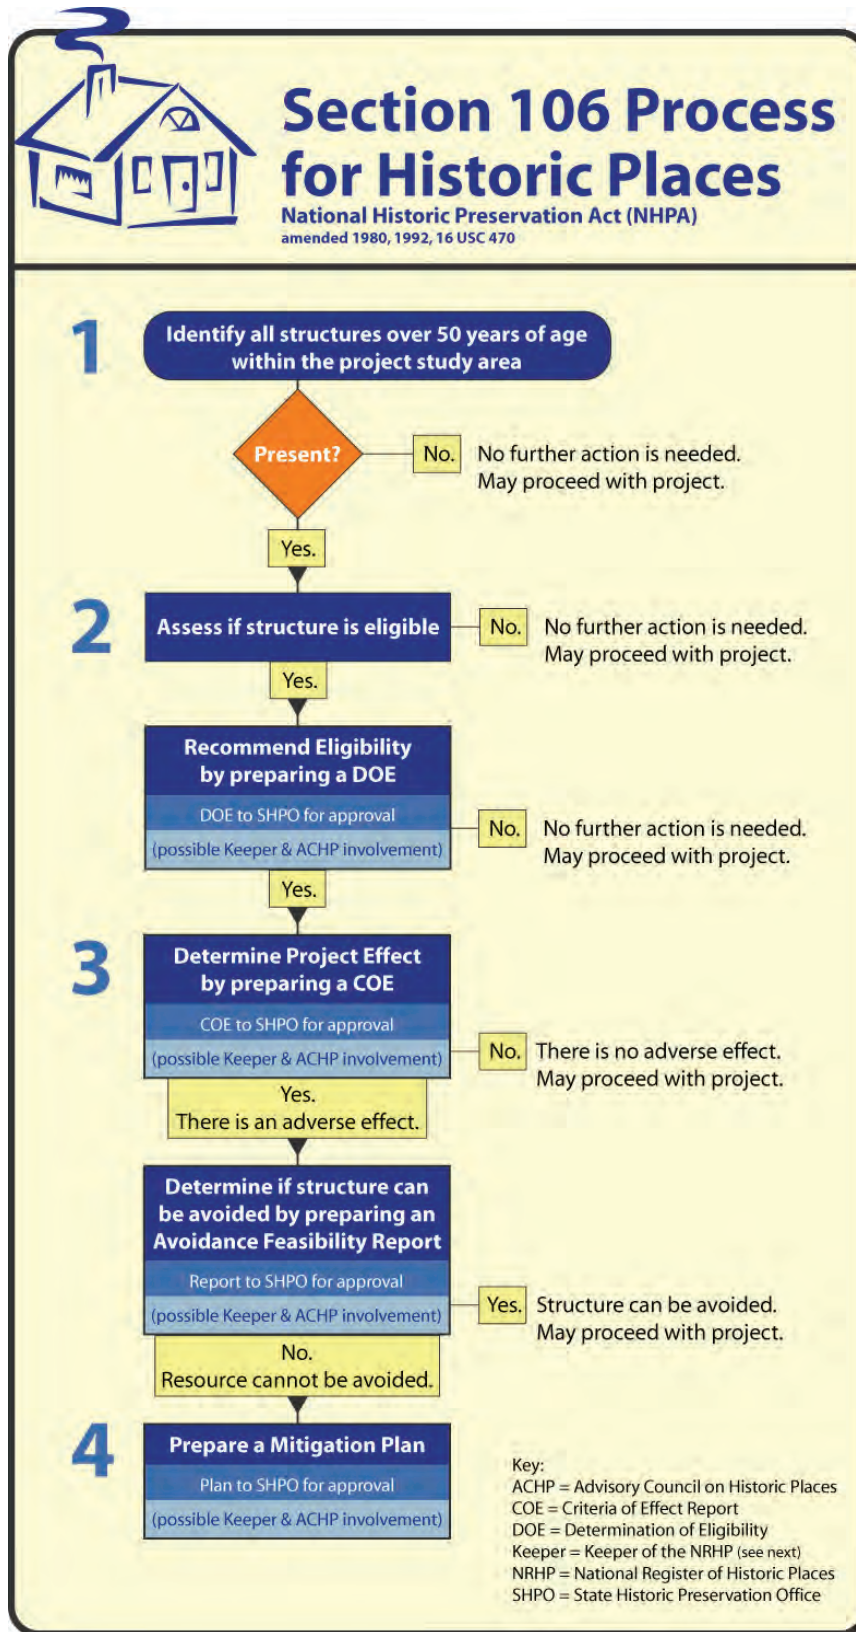 Section 106 Process
for Historic Places
National Historic Preservation Act (NHPA)
amended 1980, 1992, 16 USC 470
1
Identify all structures over 50 years of age
within the project study area
Present?
No.
No further action is needed.
May proceed with project.
Yes.
2
Assess if structure is eligible
No.
No further action is needed.
May proceed with project.
Yes.
Recommend Eligibility
by preparing a DOE
DOE to SHPO for approval
(possible Keeper & ACHP involvement)
No.
No further action is needed.
May proceed with project.
Yes.
3
Determine Project Effect
by preparing a COE
COE to SHPO for approval
(possible Keeper & ACHP involvement)
No.
There is no adverse effect.
May proceed with project.
Yes.
There is an adverse effect.
Determine if structure can
be avoided by preparing an
Avoidance Feasibility Report
Report to SHPO for approval
(possible Keeper & ACHP involvement)
Yes.
Structure can be avoided.
May proceed with project.
No.
Resource cannot be avoided.
4
Prepare a Mitigation Plan
Plan to SHPO for approval
(possible Keeper & ACHP involvement)
Key:
ACHP = Advisory Council on Historic Places
COE = Criteria of Effect Report
DOE = Determination of Eligibility
Keeper = Keeper of the NRHP (see next)
NRHP = National Register of Historic Places
SHPO = State Historic Preservation Office